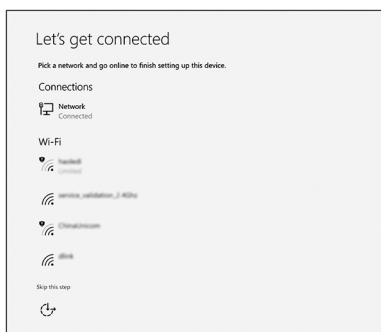 Let's get connected
Pick a network and go online to finish setting up this device.
Connections
Network
Connected
Wi-Fi
Limited
service_validation_2.4Ghz
ChinaUnicom
dlink
Skip this step